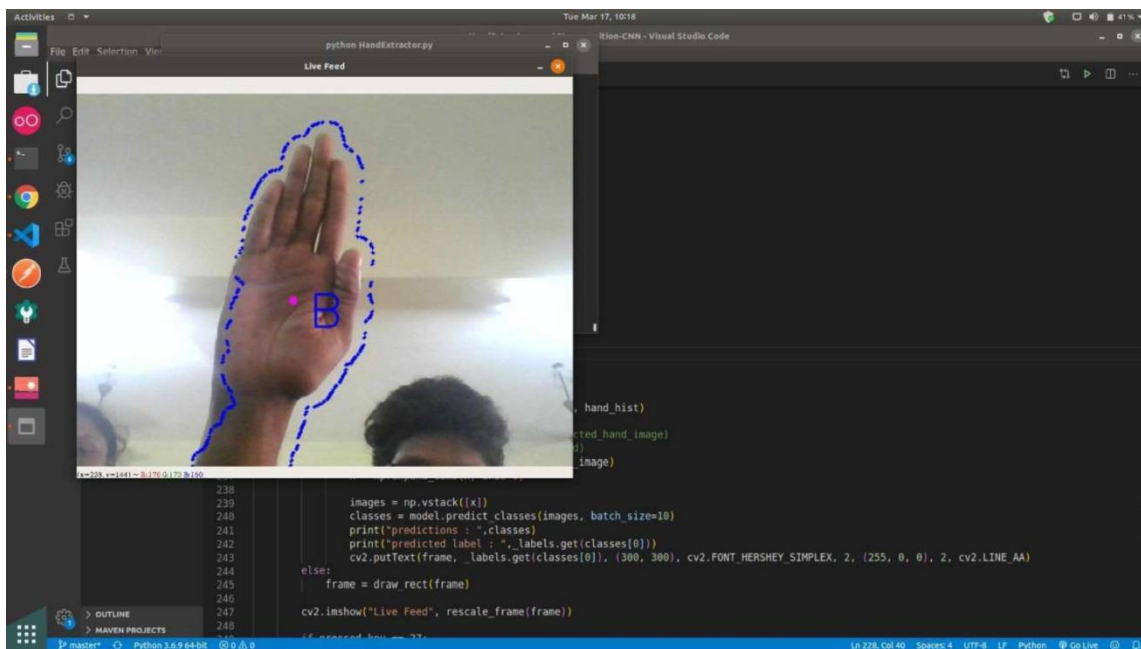 Activities
Tue Mar 17, 10:18
41%
ition-CNN - Visual Studio Code
python HandExtractor.py
File Edit Selection Vie
Live Feed
B
, hand_hist)
cted_hand_image)
d)
_image)
238
239 images = np.vstack([x])
240 classes = model.predict_classes(images, batch_size=10)
241 print("predictions : ",classes)
242 print("predicted label : ",_labels.get(classes[0]))
243 cv2.putText(frame, _labels.get(classes[0]), (300, 300), cv2.FONT_HERSHEY_SIMPLEX, 2, (255, 0, 0), 2, cv2.LINE_AA)
244 else:
245 frame = draw_rect(frame)
246
247 cv2.imshow("Live Feed", rescale_frame(frame))
248
> OUTLINE
> MAVEN PROJECTS
master* Python 3.6.9 64-bit 0 0 Ln 228, Col 40 Spaces: 4 UTF-8 LF Python Go Live